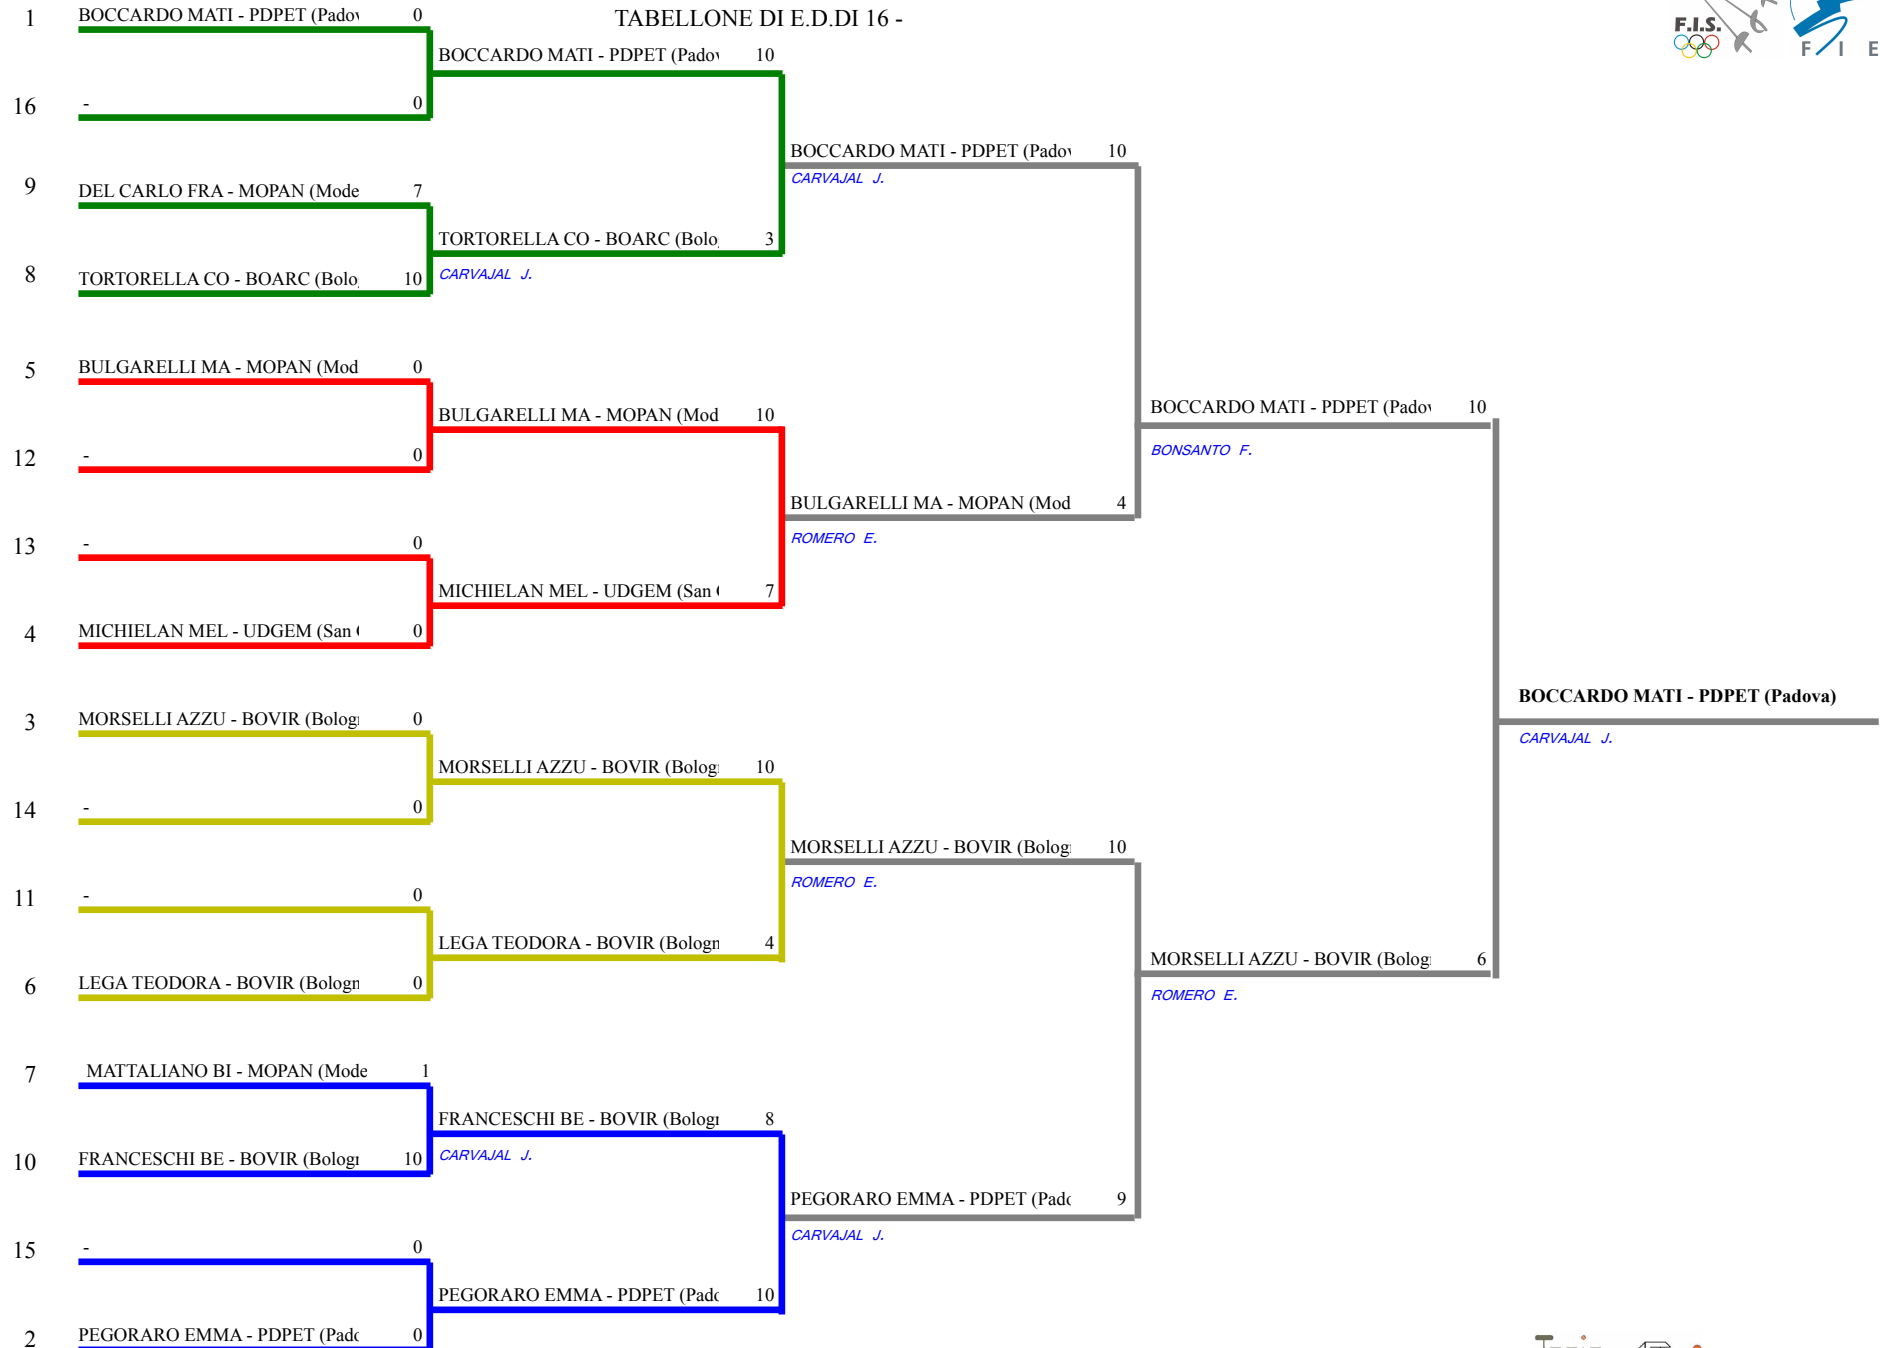 TABELLONE DI E.D.DI 16 -
F.I.S.
F I E
1 BOCCARDO MATI - PDPET (Padov 0
BOCCARDO MATI - PDPET (Padov 10
16 - 0
BOCCARDO MATI - PDPET (Padov 10
CARVAJAL J.
9 DEL CARLO FRA - MOPAN (Mode 7
TORTORELLA CO - BOARC (Bolo 3
CARVAJAL J.
8 TORTORELLA CO - BOARC (Bolo 10
5 BULGARELLI MA - MOPAN (Mod 0
BULGARELLI MA - MOPAN (Mod 10
BOCCARDO MATI - PDPET (Padov 10
BONSANTO F.
12 - 0
BULGARELLI MA - MOPAN (Mod 4
ROMERO E.
13 - 0
MICHIELAN MEL - UDGEM (San 7
4 MICHIELAN MEL - UDGEM (San 0
BOCCARDO MATI - PDPET (Padova)
CARVAJAL J.
3 MORSELLI AZZU - BOVIR (Bolog 0
MORSELLI AZZU - BOVIR (Bolog 10
14 - 0
MORSELLI AZZU - BOVIR (Bolog 10
ROMERO E.
11 - 0
LEGA TEODORA - BOVIR (Bologn 4
MORSELLI AZZU - BOVIR (Bolog 6
ROMERO E.
6 LEGA TEODORA - BOVIR (Bologn 0
7 MATTALIANO BI - MOPAN (Mode 1
FRANCESCHI BE - BOVIR (Bolog 8
CARVAJAL J.
10 FRANCESCHI BE - BOVIR (Bolog 10
PEGORARO EMMA - PDPET (Pado 9
CARVAJAL J.
15 - 0
PEGORARO EMMA - PDPET (Pado 10
2 PEGORARO EMMA - PDPET (Pado 0